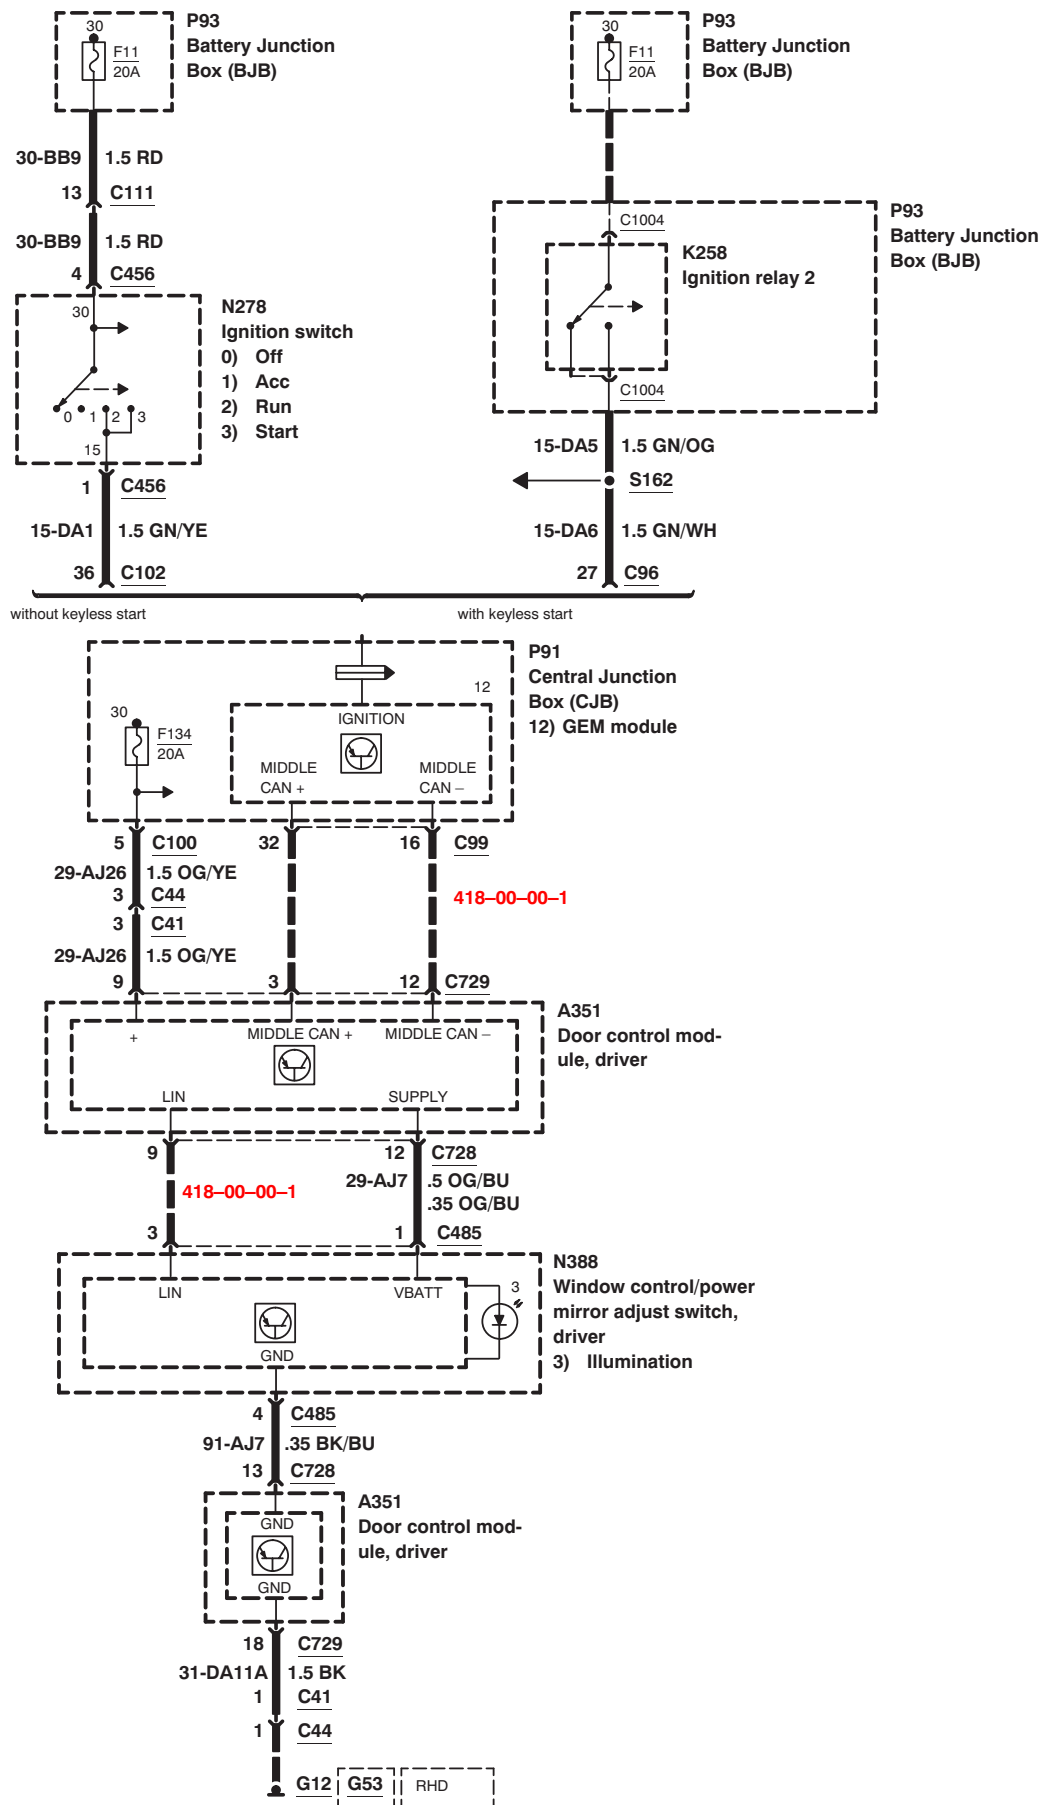 30
F11
20A
P93
Battery Junction
Box (BJB)
30-BB9 1.5 RD
13 C111
30-BB9 1.5 RD
4 C456
30
0 1 2 3
15
N278
Ignition switch
0) Off
1) Acc
2) Run
3) Start
1 C456
15-DA1 1.5 GN/YE
36 C102
without keyless start
30
F11
20A
P93
Battery Junction
Box (BJB)
C1004
K258
Ignition relay 2
C1004
P93
Battery Junction
Box (BJB)
15-DA5 1.5 GN/OG
S162
15-DA6 1.5 GN/WH
27 C96
with keyless start
P91
Central Junction
Box (CJB)
12) GEM module
12
IGNITION
30
F134
20A
MIDDLE
CAN +
MIDDLE
CAN –
5 C100 32 16 C99
29-AJ26 1.5 OG/YE
3 C44
418–00–00–1
3 C41
29-AJ26 1.5 OG/YE
9 3 12 C729
A351
Door control mod-
ule, driver
+ MIDDLE CAN + MIDDLE CAN –
LIN SUPPLY
9 12 C728
29-AJ7 .5 OG/BU
418–00–00–1 .35 OG/BU
3 1 C485
N388
Window control/power
mirror adjust switch,
driver
3) Illumination
LIN VBATT 3
GND
4 C485
91-AJ7 .35 BK/BU
13 C728
A351
Door control mod-
ule, driver
GND
GND
18 C729
31-DA11A 1.5 BK
1 C41
1 C44
G12 G53 RHD